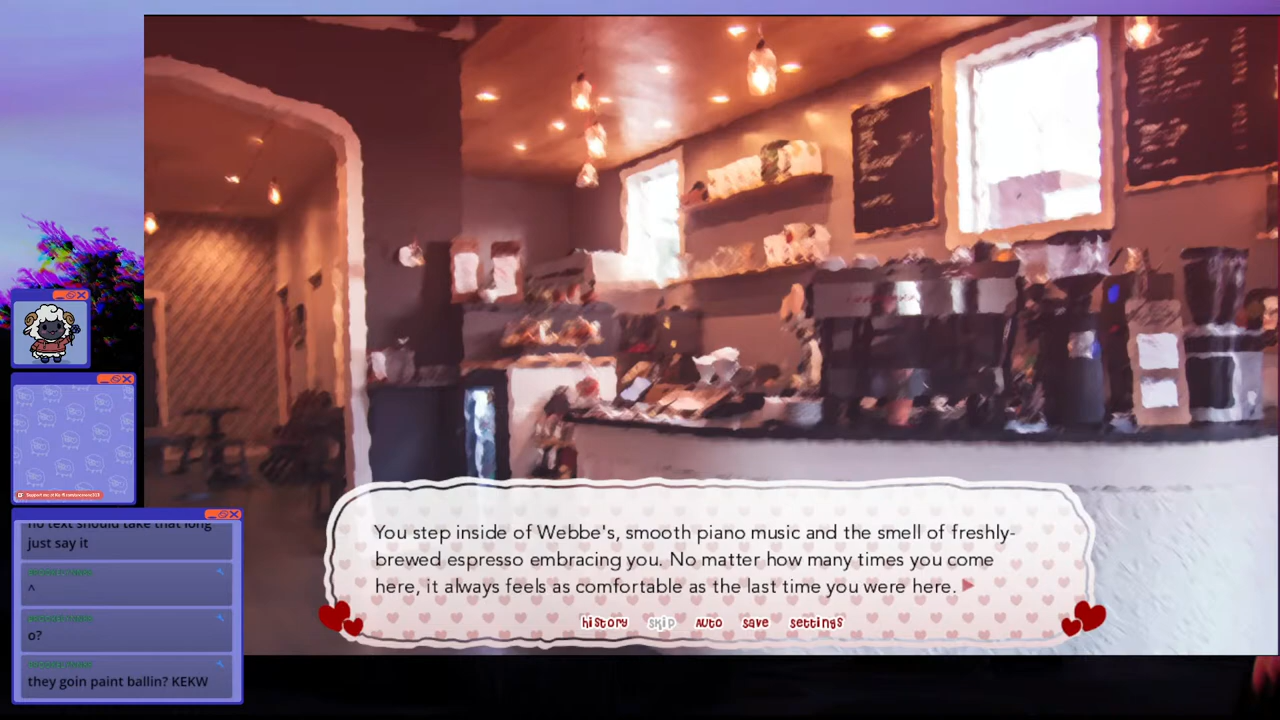 no text should take that long
just say it
^
o?
they goin paint ballin? KEKW
You step inside of Webbe's, smooth piano music and the smell of freshly-
brewed espresso embracing you. No matter how many times you come
here, it always feels as comfortable as the last time you were here.
history skip auto save settings